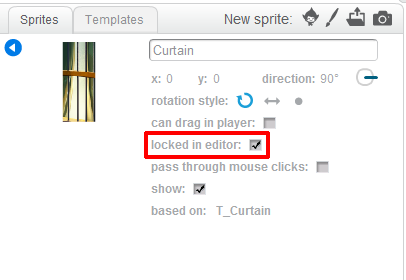 Sprites Templates New sprite:
Curtain
x: 0 y: 0 direction: 90°
rotation style:
can drag in player:
locked in editor:
pass through mouse clicks:
show:
based on: T_Curtain